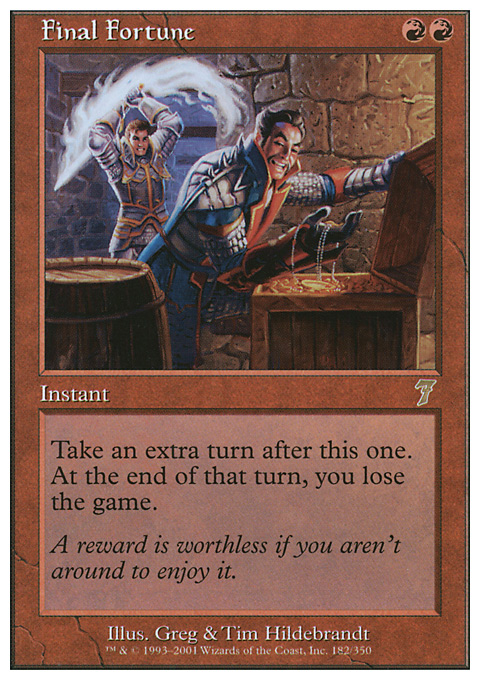 Final Fortune
Instant
Take an extra turn after this one.
At the end of that turn, you lose
the game.
A reward is worthless if you aren't
around to enjoy it.
Illus. Greg & Tim Hildebrandt
™ & © 1993–2001 Wizards of the Coast, Inc. 182/350